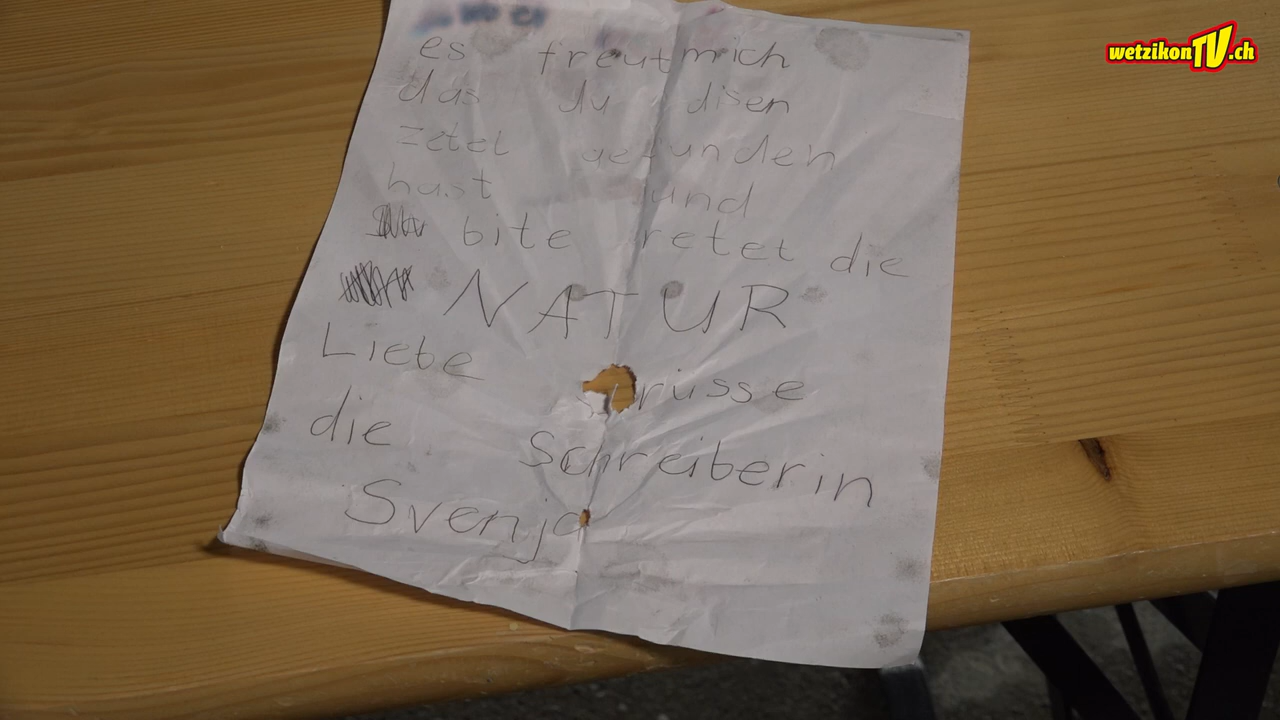 wetzikonTV.ch
es freut mich
das du disen
zetel gefunden
hast und
bite retet die
NATUR
Liebe
die Schreiberin
Svenja